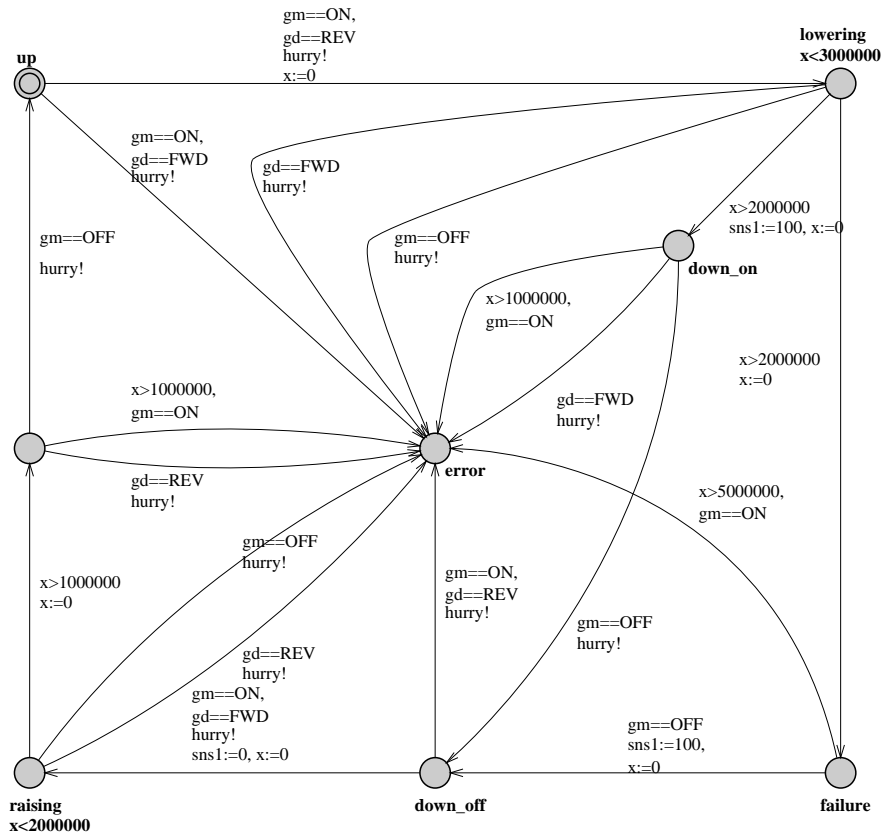 gm==ON,
gd==REV
hurry!
x:=0
lowering
x<3000000
up
gm==ON,
gd==FWD
hurry!
gd==FWD
hurry!
x>2000000
sns1:=100, x:=0
gm==OFF
hurry!
gm==OFF
hurry!
down_on
x>1000000,
gm==ON
x>2000000
x:=0
x>1000000,
gm==ON
gd==FWD
hurry!
error
gd==REV
hurry!
x>5000000,
gm==ON
gm==OFF
hurry!
x>1000000
x:=0
gm==ON,
gd==REV
hurry!
gm==OFF
hurry!
gd==REV
hurry!
gm==ON,
gd==FWD
hurry!
sns1:=0, x:=0
gm==OFF
sns1:=100,
x:=0
raising
x<2000000
down_off
failure